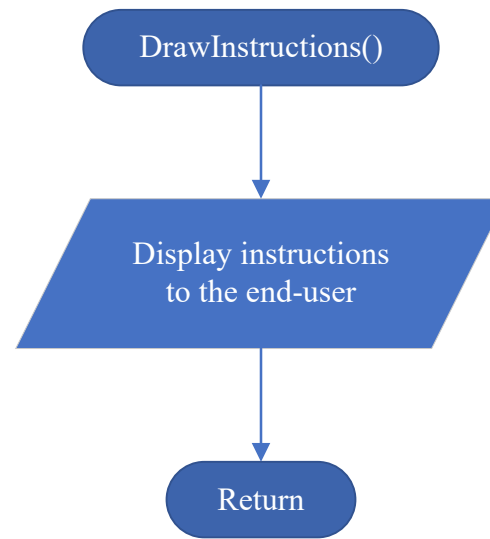 DrawInstructions()
Display instructions
to the end-user
Return